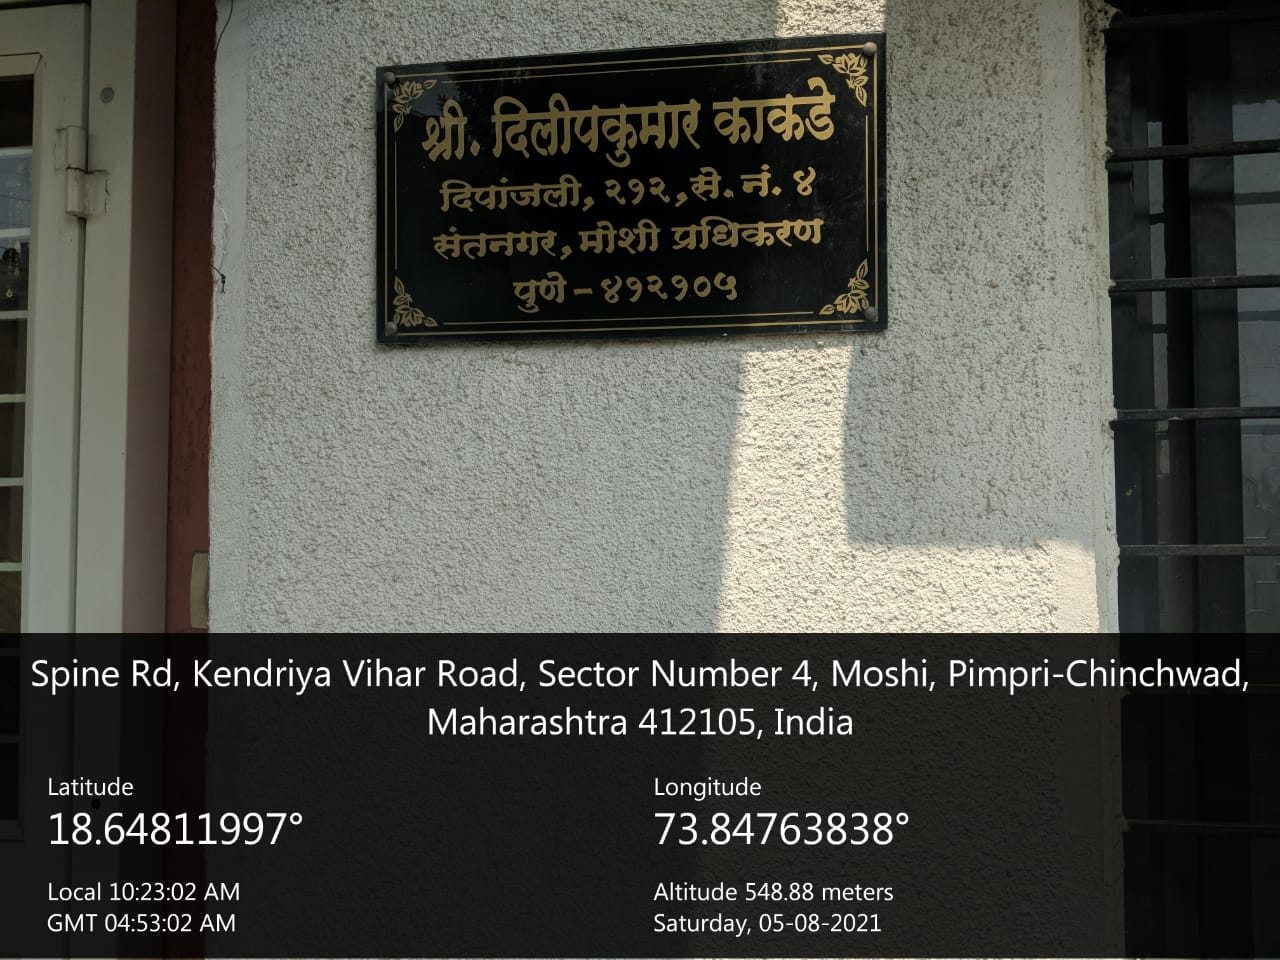 श्री. दिलीपकुमार काकडे
दिपांजली, २१२, से. नं. ४
संतनगर, मोशी प्रधिकरण
पुणे - ४१२१०५
Spine Rd, Kendriya Vihar Road, Sector Number 4, Moshi, Pimpri-Chinchwad,
Maharashtra 412105, India
Latitude
18.64811997°
Longitude
73.84763838°
Local 10:23:02 AM
GMT 04:53:02 AM
Altitude 548.88 meters
Saturday, 05-08-2021